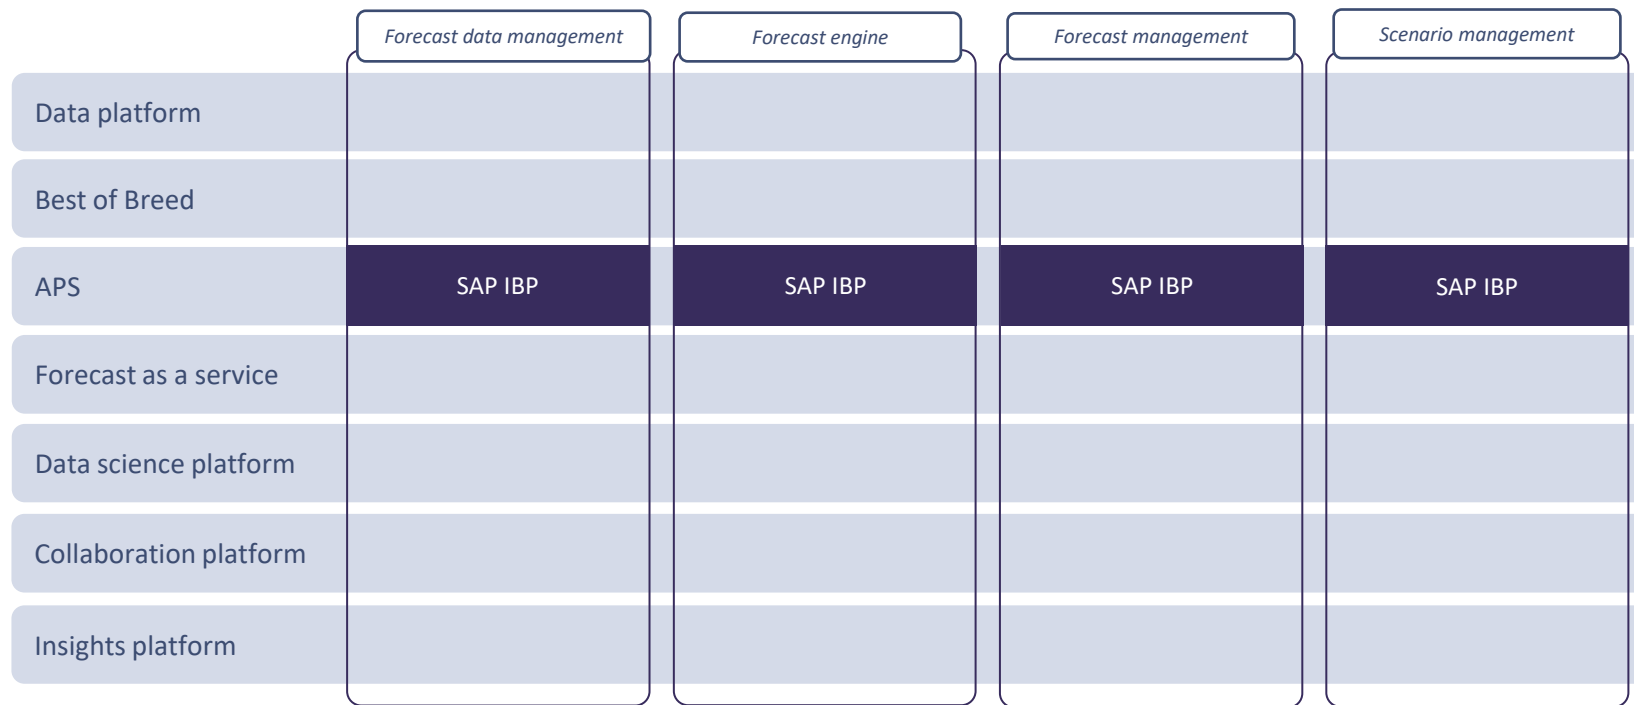 Forecast data management
Forecast engine
Forecast management
Scenario management
Data platform
Best of Breed
APS
SAP IBP
SAP IBP
SAP IBP
SAP IBP
Forecast as a service
Data science platform
Collaboration platform
Insights platform